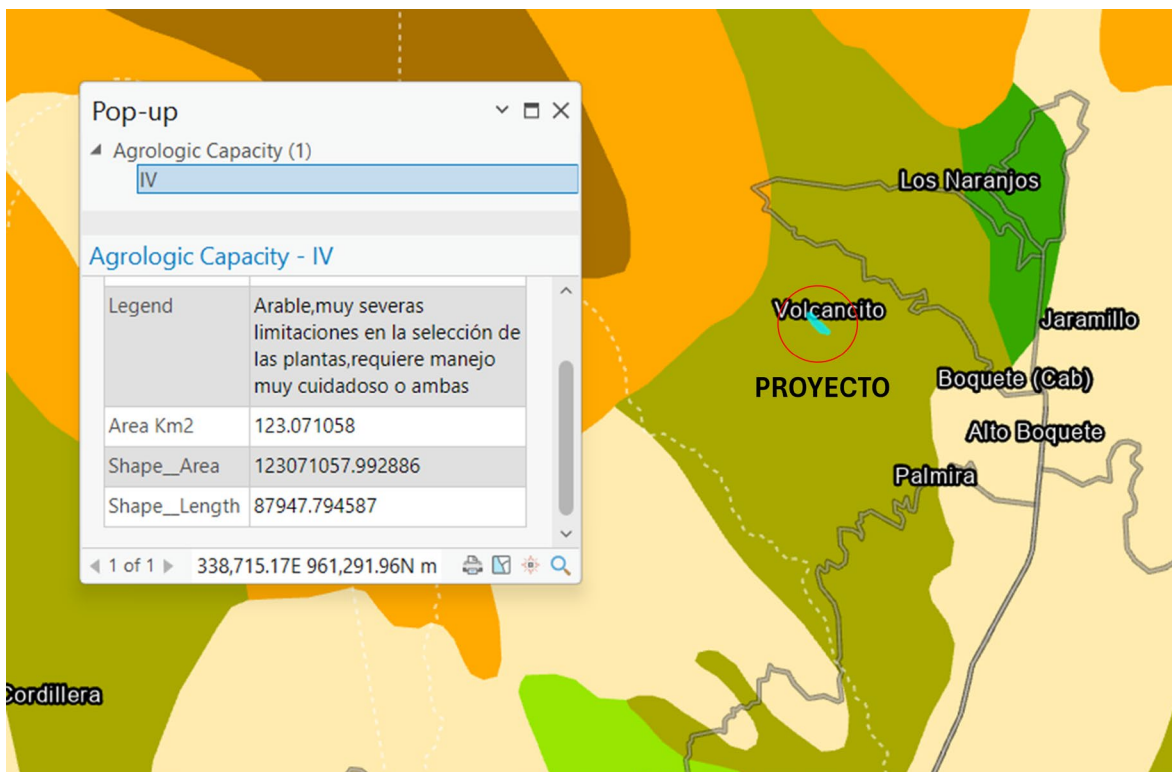 Pop-up
Agrologic Capacity (1)
IV
Agrologic Capacity - IV
Legend
Arable,muy severas
limitaciones en la selección de
las plantas,requiere manejo
muy cuidadoso o ambas
Area Km2
123.071058
Shape__Area
123071057.992886
Shape__Length
87947.794587
1 of 1
338,715.17E 961,291.96N m
Los Naranjos
Volcancito
Jaramillo
PROYECTO
Boquete (Cab)
Alto Boquete
Palmira
Cordillera